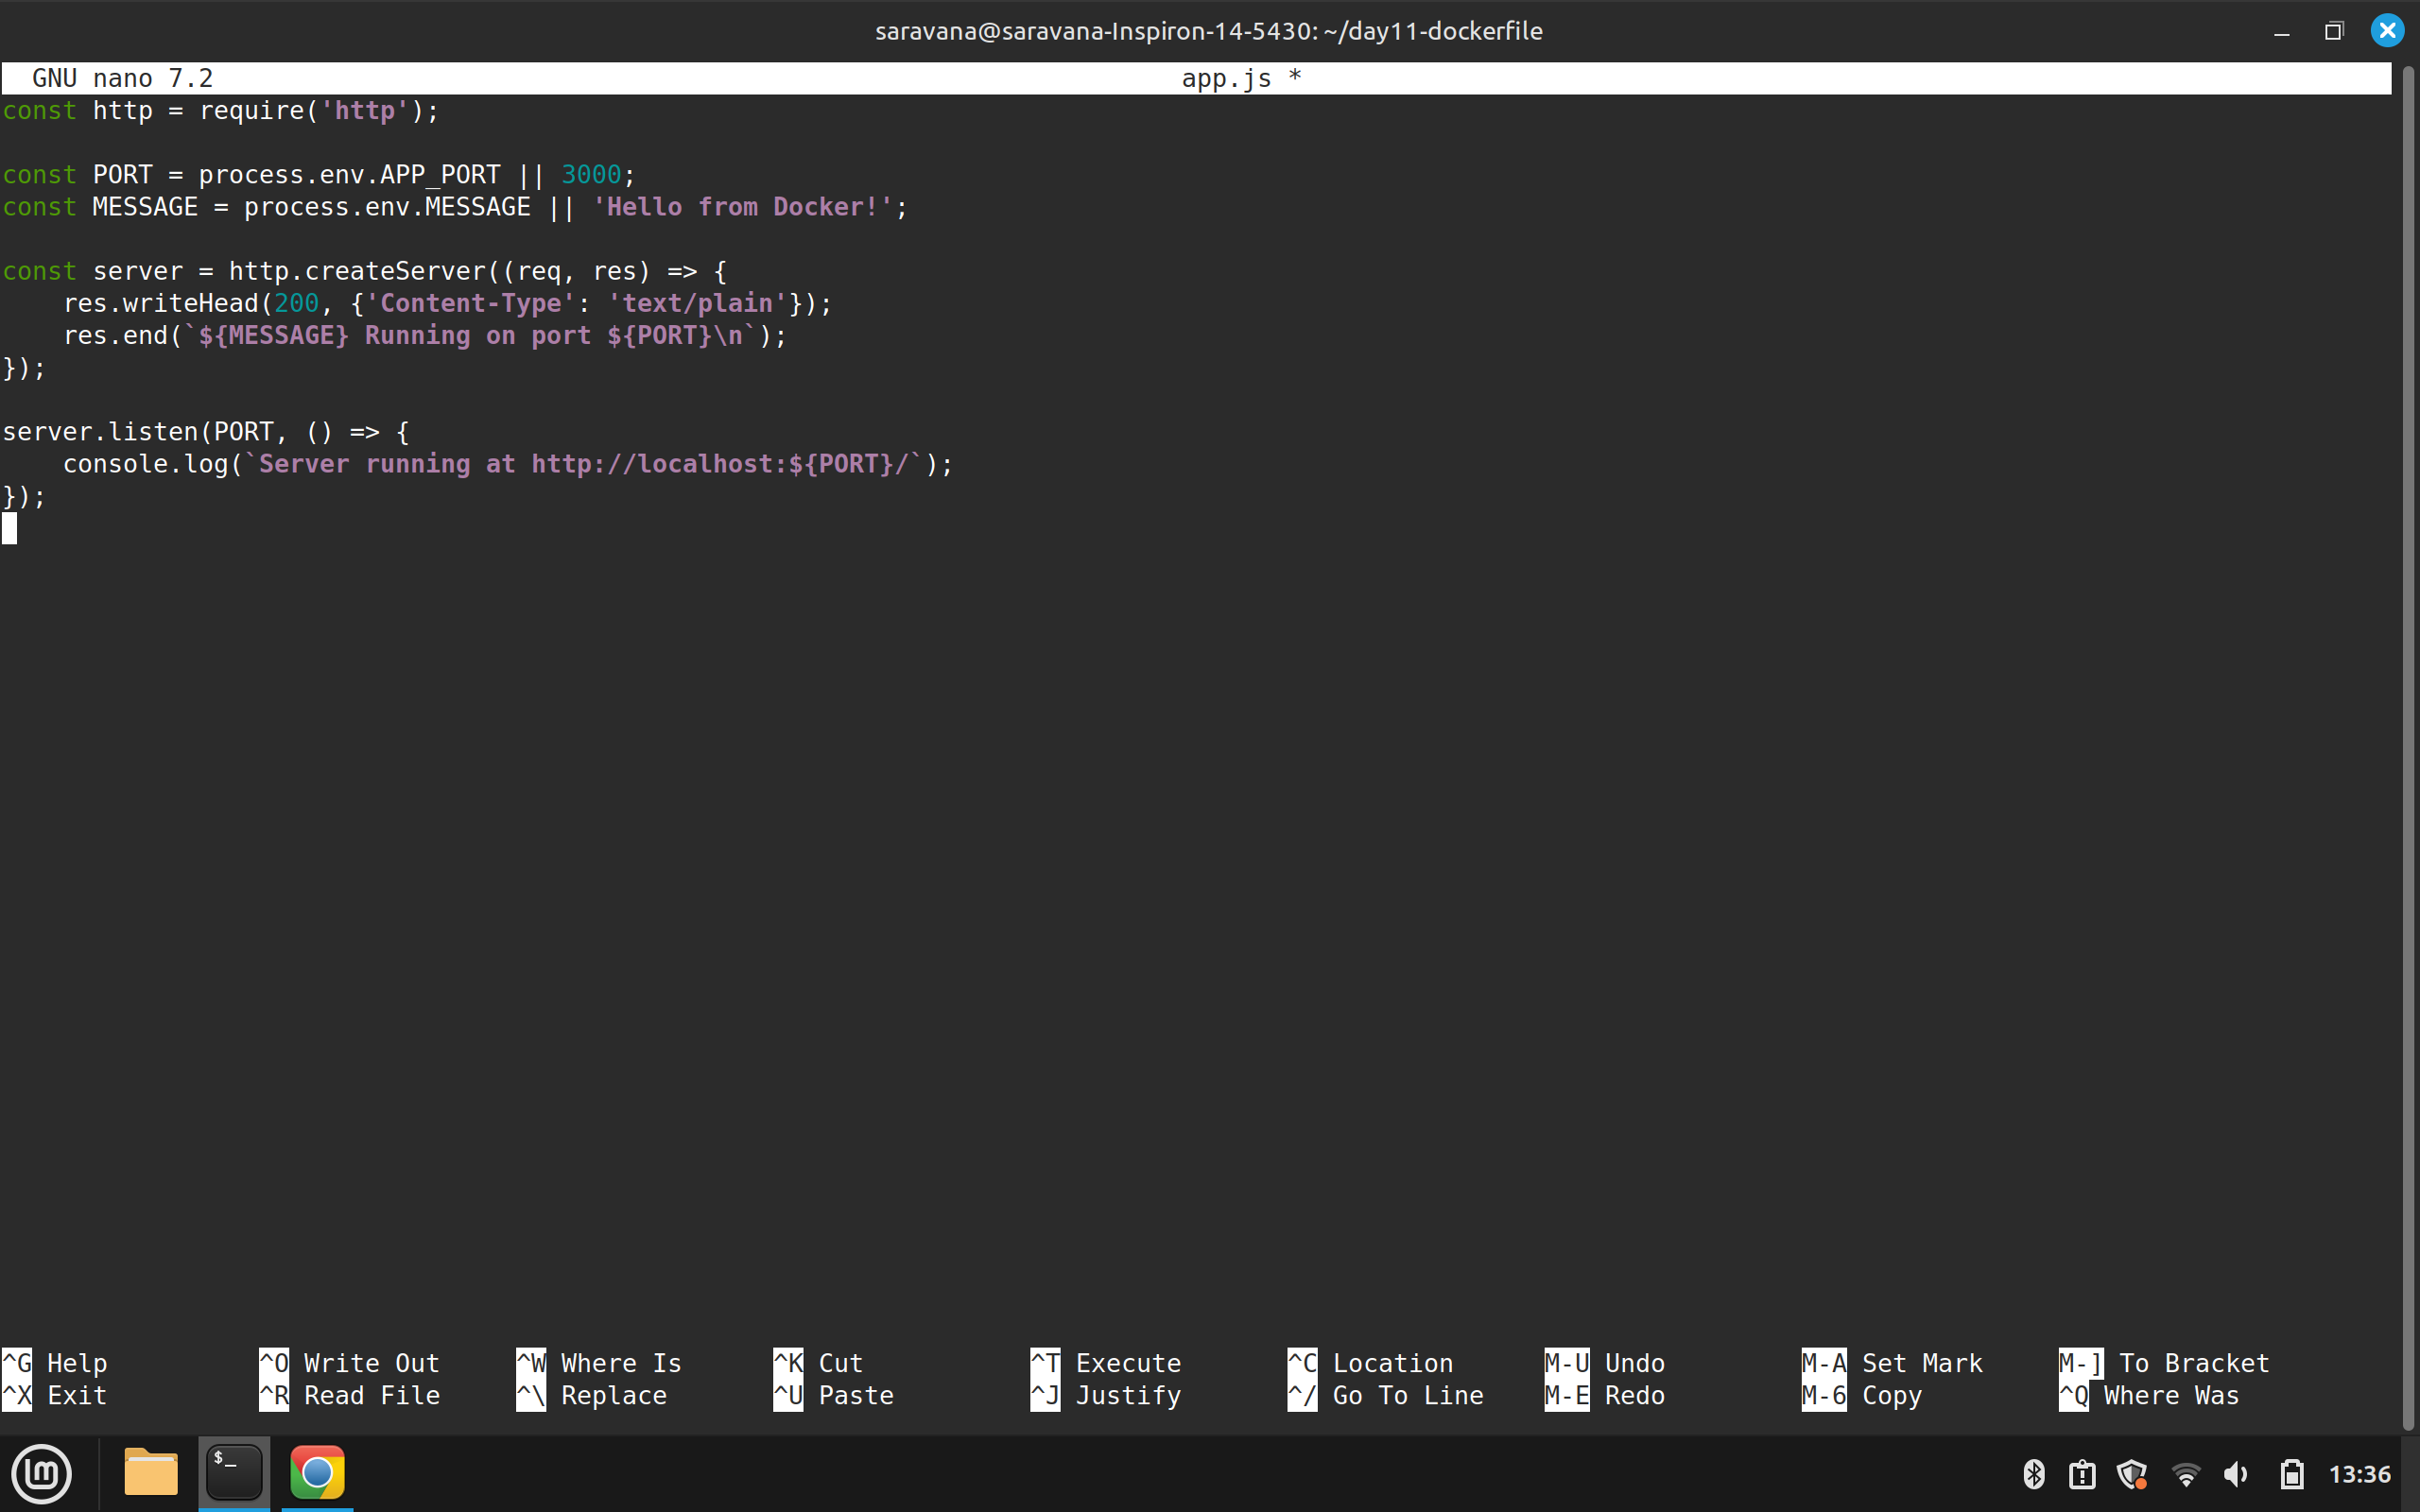 saravana@saravana-Inspiron-14-5430: ~/day11-dockerfile
GNU nano 7.2 app.js *
const http = require('http');
const PORT = process.env.APP_PORT || 3000;
const MESSAGE = process.env.MESSAGE || 'Hello from Docker!';
const server = http.createServer((req, res) => {
    res.writeHead(200, {'Content-Type': 'text/plain'});
    res.end(`${MESSAGE} Running on port ${PORT}\n`);
});
server.listen(PORT, () => {
    console.log(`Server running at http://localhost:${PORT}/`);
});
^G Help ^O Write Out ^W Where Is ^K Cut ^T Execute ^C Location M-U Undo M-A Set Mark M-] To Bracket
^X Exit ^R Read File ^\ Replace ^U Paste ^J Justify ^/ Go To Line M-E Redo M-6 Copy ^Q Where Was
$_
13:36